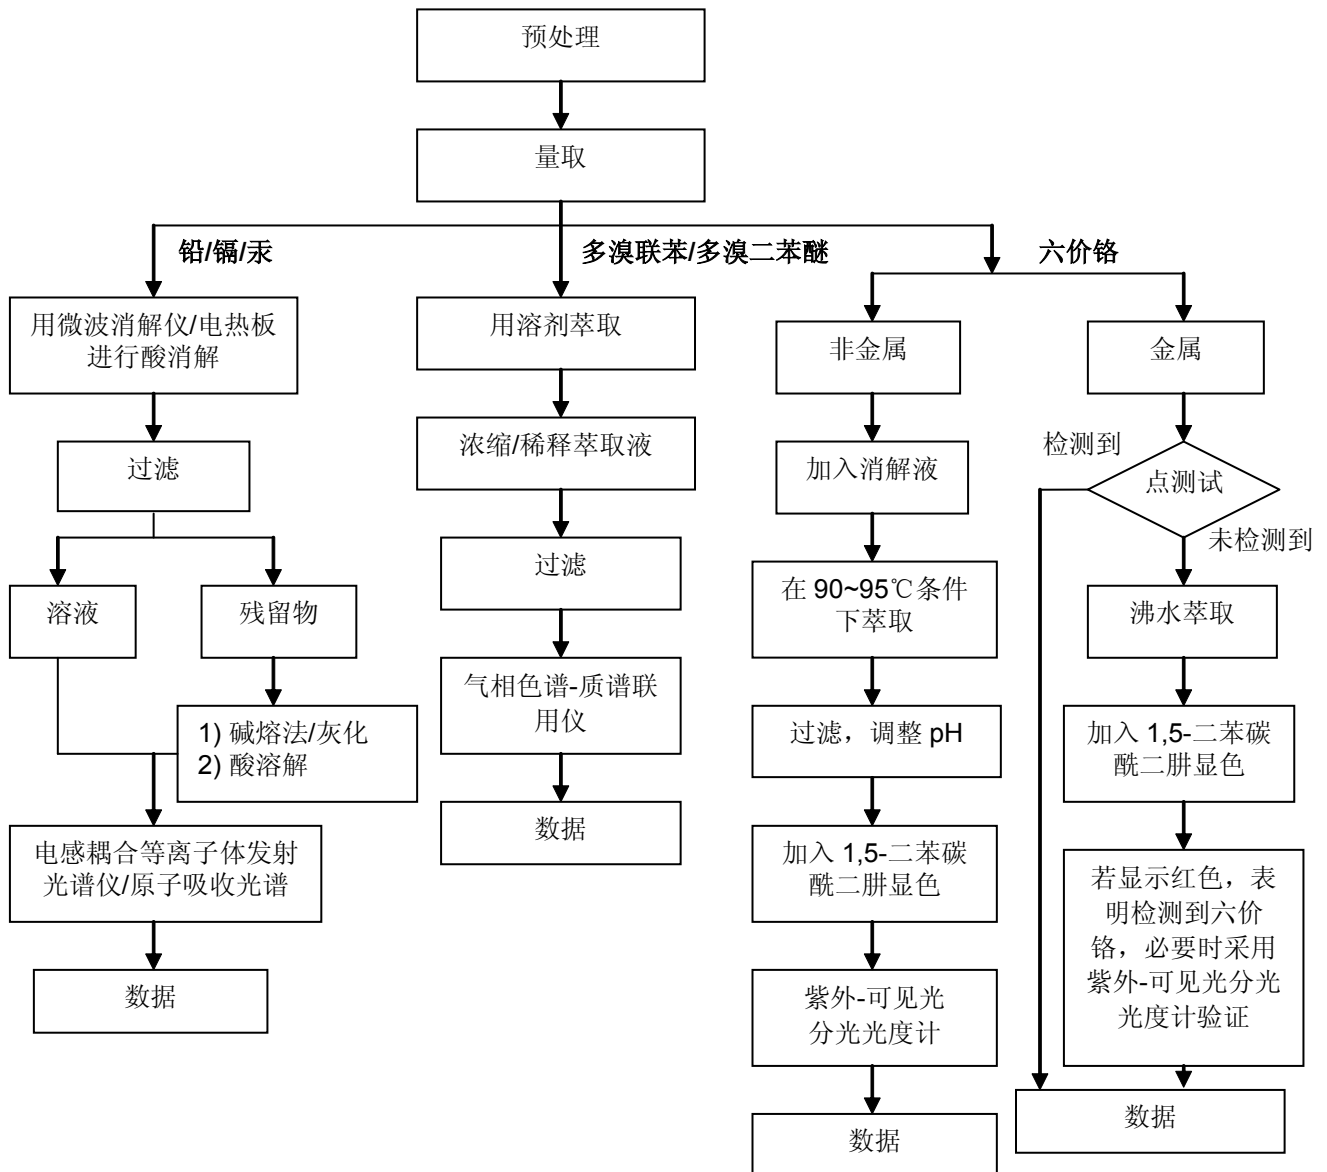 预处理
量取
铅/镉/汞
多溴联苯/多溴二苯醚
六价铬
用微波消解仪/电热板
进行酸消解
过滤
溶液
残留物
1) 碱熔法/灰化
2) 酸溶解
电感耦合等离子体发射
光谱仪/原子吸收光谱
数据
用溶剂萃取
浓缩/稀释萃取液
过滤
气相色谱-质谱联
用仪
数据
非金属
加入消解液
在 90~95℃条件
下萃取
过滤，调整 pH
加入 1,5-二苯碳
酰二肼显色
紫外-可见光
分光光度计
数据
金属
检测到
点测试
未检测到
沸水萃取
加入 1,5-二苯碳
酰二肼显色
若显示红色，表
明检测到六价
铬，必要时采用
紫外-可见光分光
光度计验证
数据